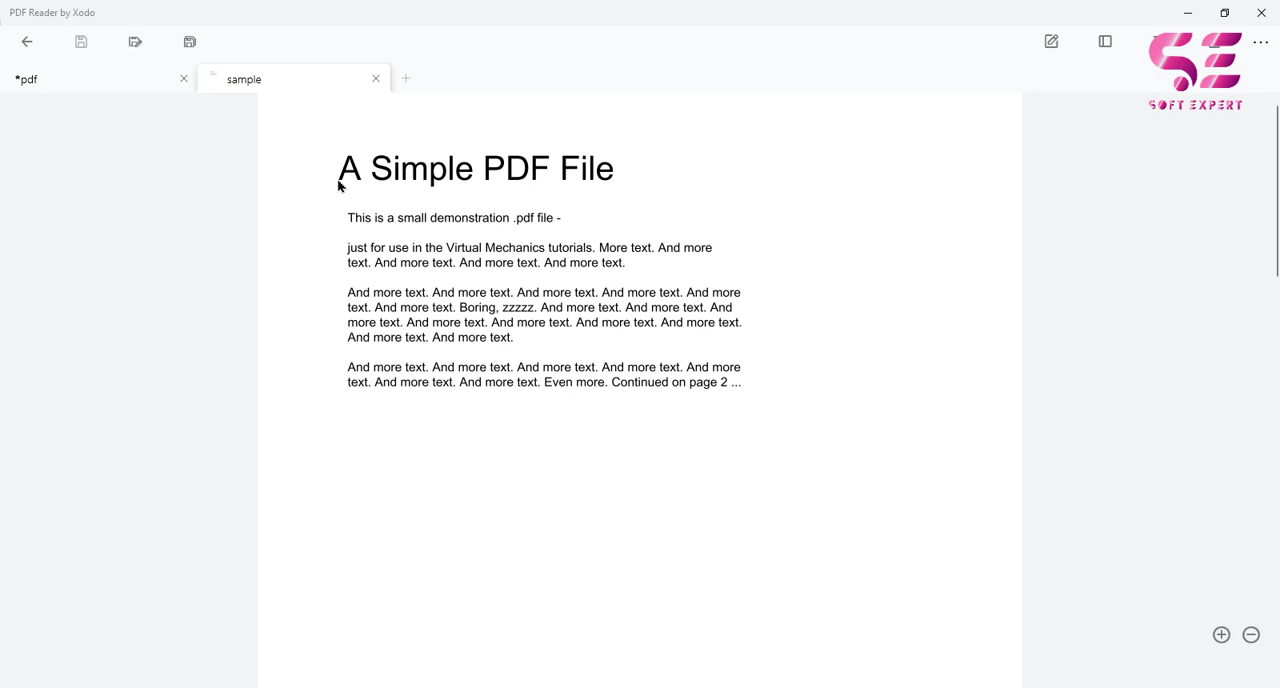 PDF Reader by Xodo
*pdf
sample
SOFT EXPERT
A Simple PDF File
This is a small demonstration .pdf file -
just for use in the Virtual Mechanics tutorials. More text. And more
text. And more text. And more text. And more text.
And more text. And more text. And more text. And more text. And more
text. And more text. Boring, zzzzz. And more text. And more text. And
more text. And more text. And more text. And more text. And more text.
And more text. And more text.
And more text. And more text. And more text. And more text. And more
text. And more text. And more text. Even more. Continued on page 2 ...